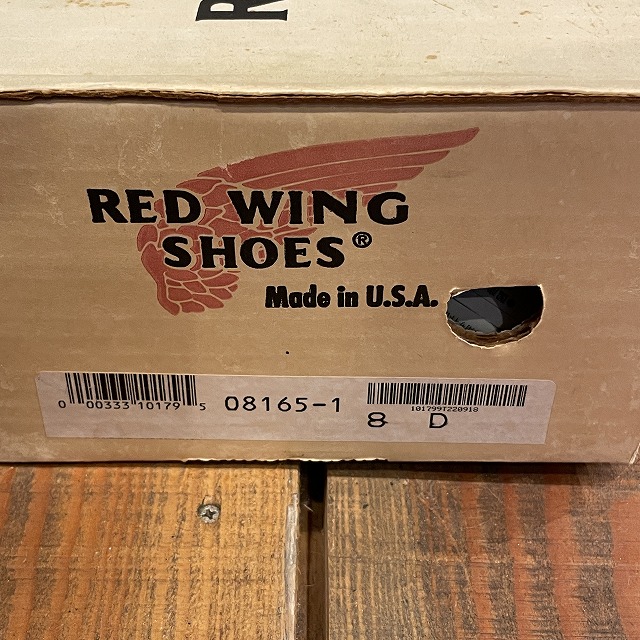 R
RED WING
SHOES®
Made in U.S.A.
0 00333 10179 5
08165-1
101799T220918
8 D